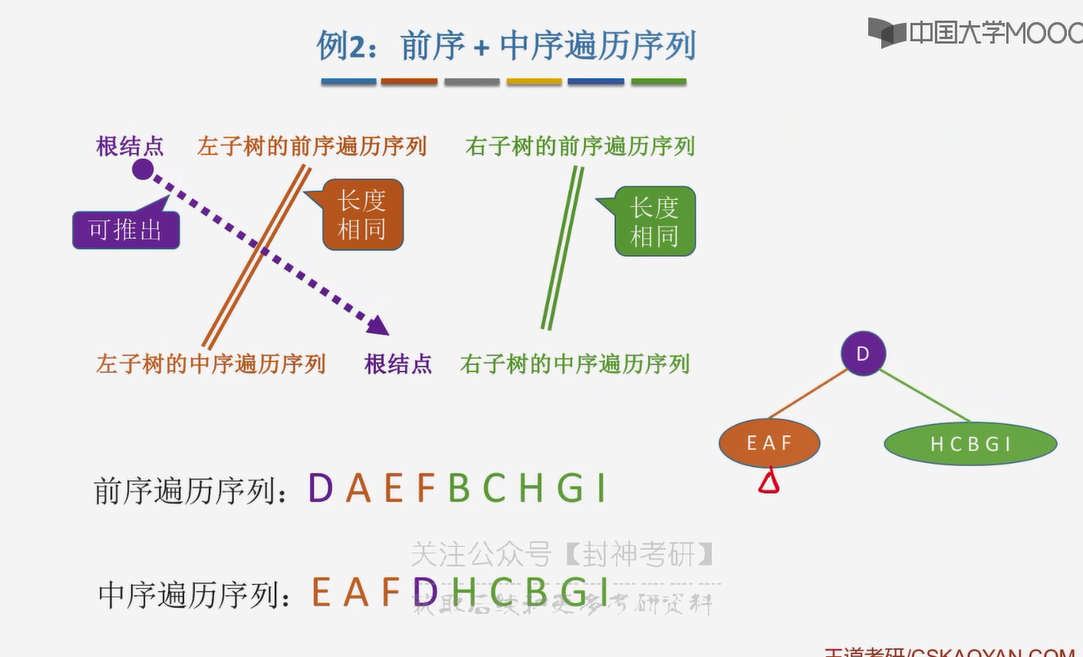 例2：前序 + 中序遍历序列
中国大学MOOC
根结点 左子树的前序遍历序列 右子树的前序遍历序列
可推出
长度
相同
长度
相同
左子树的中序遍历序列 根结点 右子树的中序遍历序列
D
E A F
H C B G I
前序遍历序列：D A E F B C H G I
关注公众号【封神考研】
中序遍历序列：E A F D H C B G I
获取后续和更多考研资料
王道考研/CSKAOYAN.COM